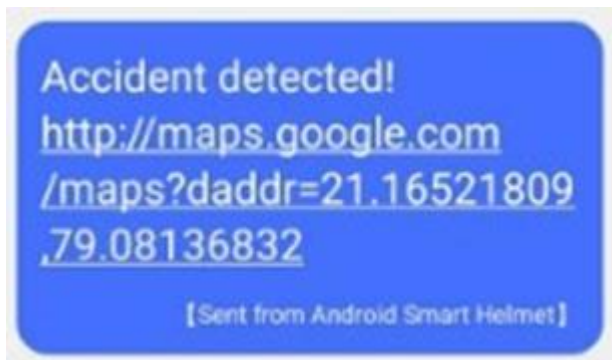 Accident detected!
http://maps.google.com
/maps?daddr=21.16521809
,79.08136832
【Sent from Android Smart Helmet】